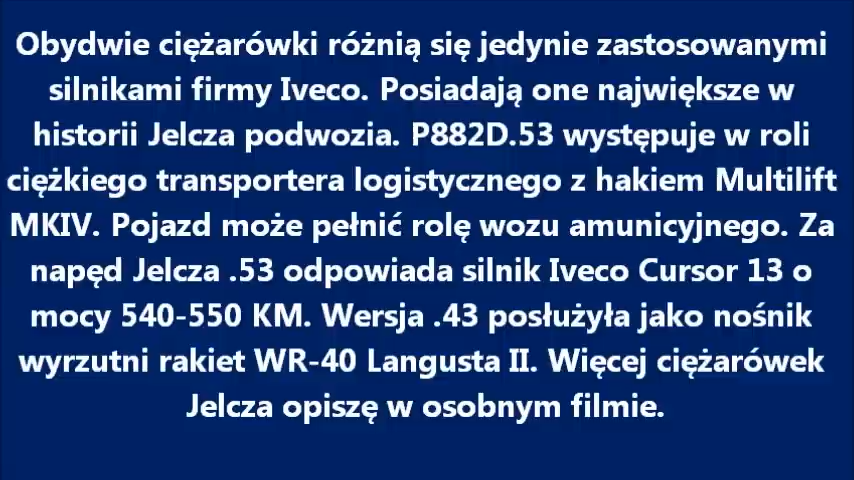 Obydwie ciężarówki różnią się jedynie zastosowanymi
silnikami firmy Iveco. Posiadają one największe w
historii Jelcza podwozia. P882D.53 występuje w roli
ciężkiego transportera logistycznego z hakiem Multilift
MKIV. Pojazd może pełnić rolę wozu amunicyjnego. Za
napęd Jelcza .53 odpowiada silnik Iveco Cursor 13 o
mocy 540-550 KM. Wersja .43 posłużyła jako nośnik
wyrzutni rakiet WR-40 Langusta II. Więcej ciężarówek
Jelcza opiszę w osobnym filmie.